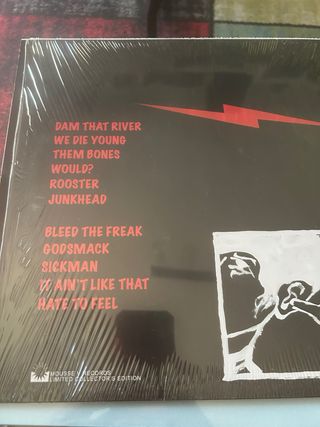 DAM THAT RIVER
WE DIE YOUNG
THEM BONES
WOULD?
ROOSTER
JUNKHEAD
BLEED THE FREAK
GODSMACK
SICKMAN
IT AIN'T LIKE THAT
HATE TO FEEL
MOUSSE V RECORDS
LIMITED COLLECTOR'S EDITION